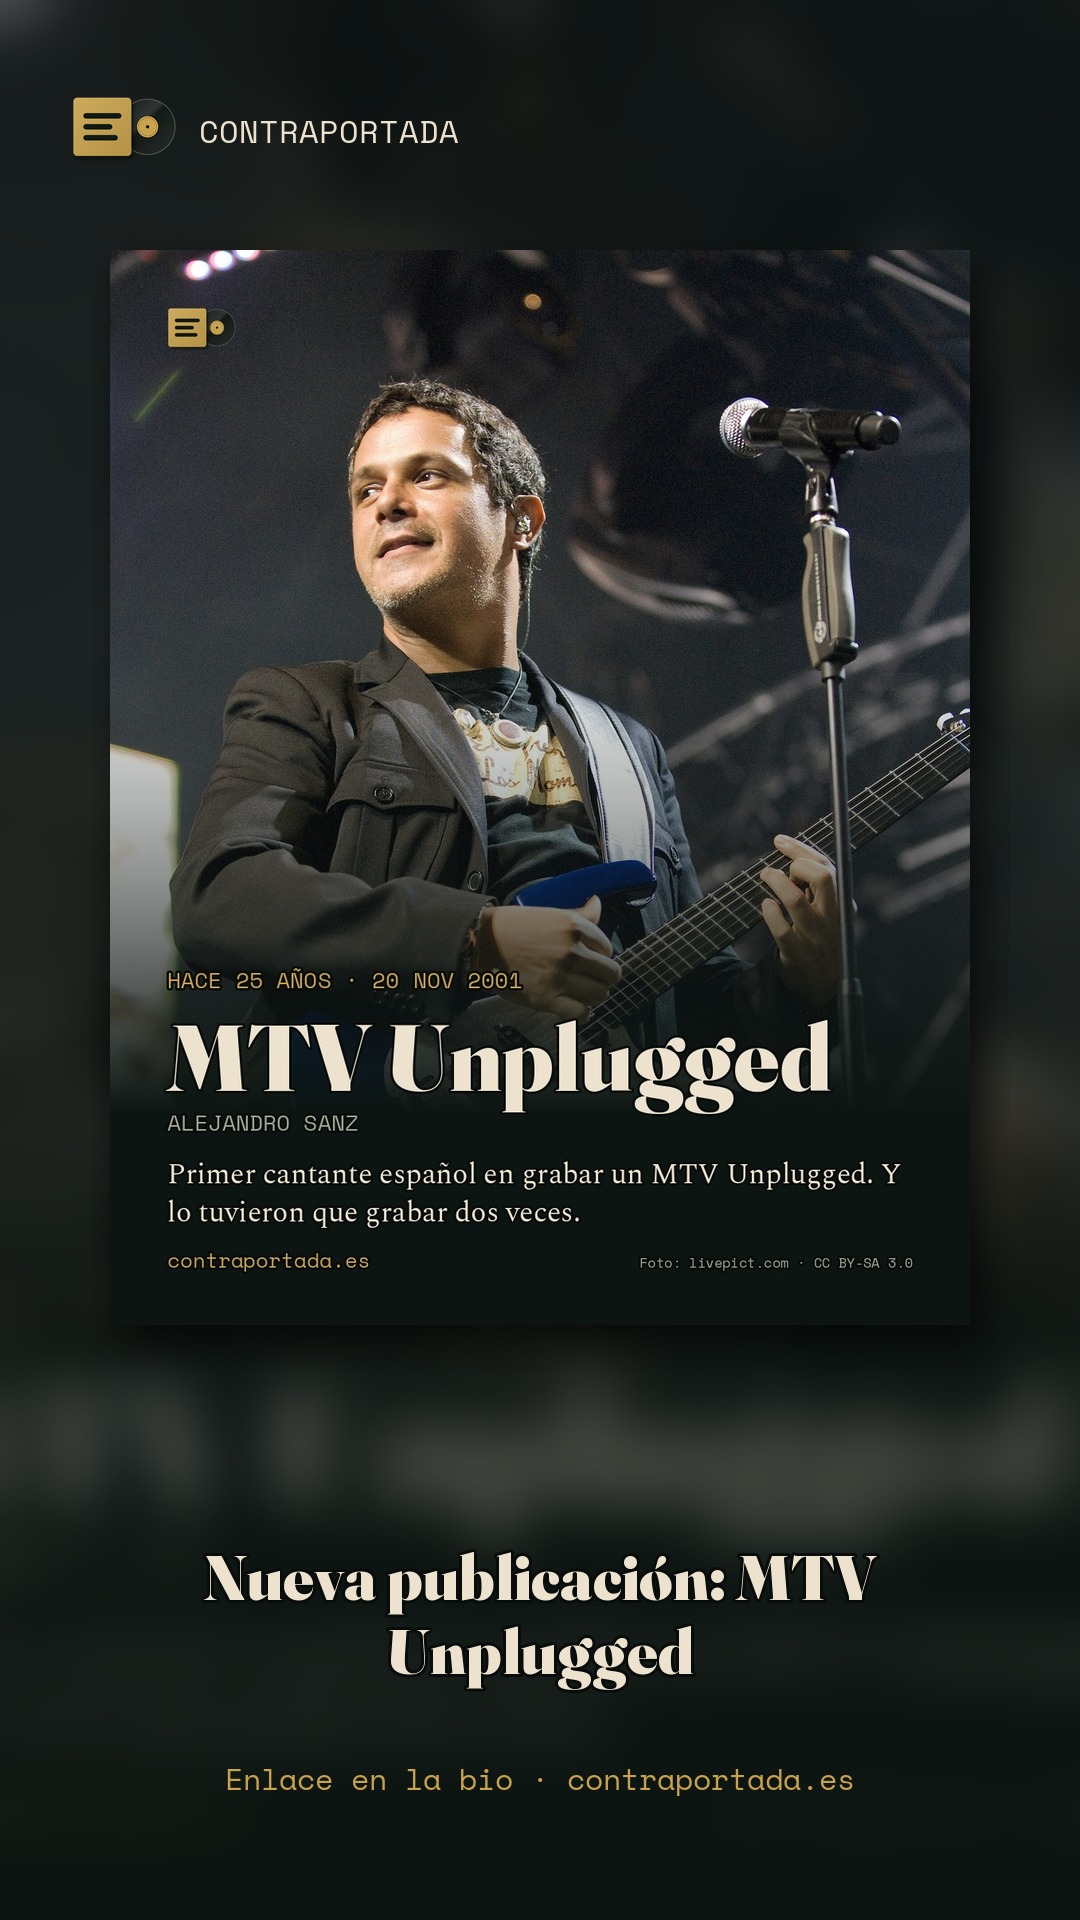 CONTRAPORTADA
HACE 25 AÑOS · 20 NOV 2001
MTV Unplugged
ALEJANDRO SANZ
Primer cantante español en grabar un MTV Unplugged. Y
lo tuvieron que grabar dos veces.
contraportada.es
Foto: livepict.com · CC BY-SA 3.0
Nueva publicación: MTV
Unplugged
Enlace en la bio · contraportada.es